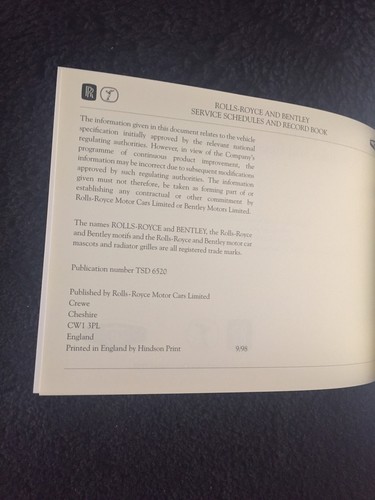 ROLLS-ROYCE AND BENTLEY
SERVICE SCHEDULES AND RECORD BOOK
The information given in this document relates to the vehicle
specification initially approved by the relevant national
regulating authorities. However, in view of the Company's
programme of continuous product improvement, the
information may be incorrect due to subsequent modifications
approved by such regulating authorities. The information
given must not therefore, be taken as forming part of or
establishing any contractual or other commitment by
Rolls-Royce Motor Cars Limited or Bentley Motors Limited.
The names ROLLS-ROYCE and BENTLEY, the Rolls-Royce
and Bentley motifs and the Rolls-Royce and Bentley motor car
mascots and radiator grilles are all registered trade marks.
Publication number TSD 6520
Published by Rolls-Royce Motor Cars Limited
Crewe
Cheshire
CW1 3PL
England
Printed in England by Hindson Print 9/98